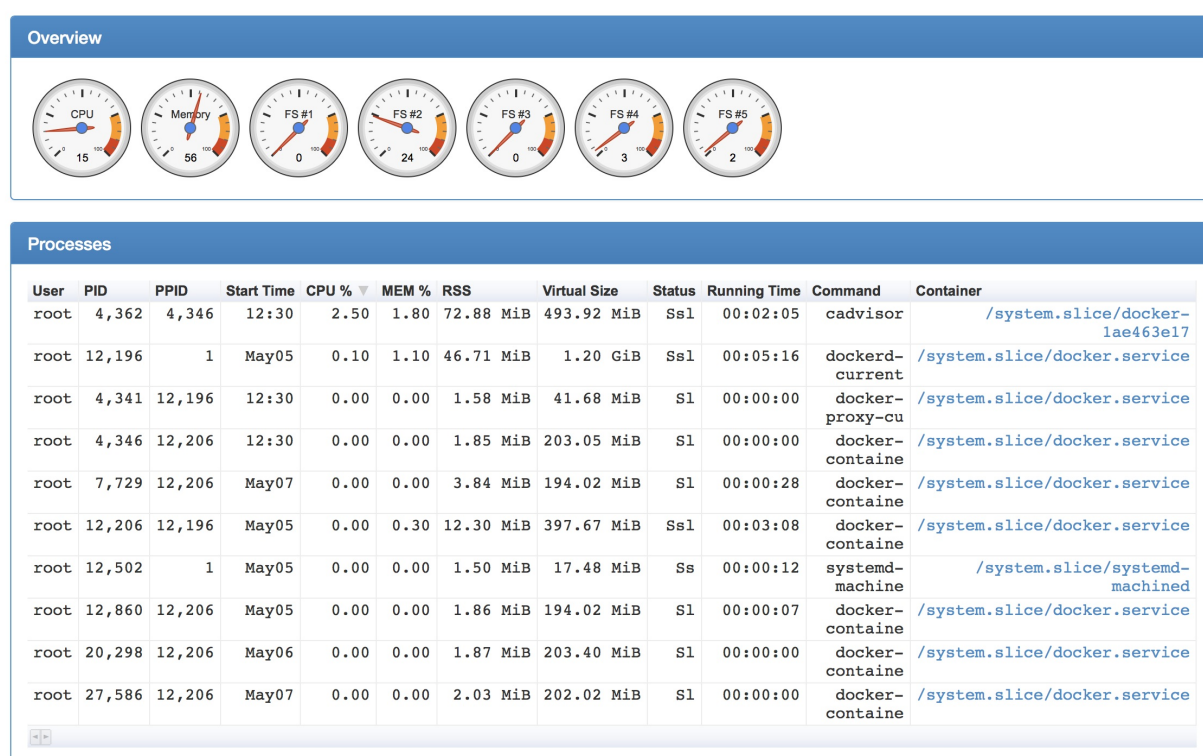 Overview
CPU Memory FS #1 FS #2 FS #3 FS #4 FS #5
0 100 0 100 0 100 0 100 0 100 0 100 0 100
15 56 0 24 0 3 2
Processes
User PID PPID Start Time CPU % MEM % RSS Virtual Size Status Running Time Command Container
root 4,362 4,346 12:30 2.50 1.80 72.88 MiB 493.92 MiB Ssl 00:02:05 cadvisor /system.slice/docker-
1ae463e17
root 12,196 1 May05 0.10 1.10 46.71 MiB 1.20 GiB Ssl 00:05:16 dockerd- /system.slice/docker.service
current
root 4,341 12,196 12:30 0.00 0.00 1.58 MiB 41.68 MiB Sl 00:00:00 docker- /system.slice/docker.service
proxy-cu
root 4,346 12,206 12:30 0.00 0.00 1.85 MiB 203.05 MiB Sl 00:00:00 docker- /system.slice/docker.service
containe
root 7,729 12,206 May07 0.00 0.00 3.84 MiB 194.02 MiB Sl 00:00:28 docker- /system.slice/docker.service
containe
root 12,206 12,196 May05 0.00 0.30 12.30 MiB 397.67 MiB Ssl 00:03:08 docker- /system.slice/docker.service
containe
root 12,502 1 May05 0.00 0.00 1.50 MiB 17.48 MiB Ss 00:00:12 systemd- /system.slice/systemd-
machine machined
root 12,860 12,206 May05 0.00 0.00 1.86 MiB 194.02 MiB Sl 00:00:07 docker- /system.slice/docker.service
containe
root 20,298 12,206 May06 0.00 0.00 1.87 MiB 203.40 MiB Sl 00:00:00 docker- /system.slice/docker.service
containe
root 27,586 12,206 May07 0.00 0.00 2.03 MiB 202.02 MiB Sl 00:00:00 docker- /system.slice/docker.service
containe